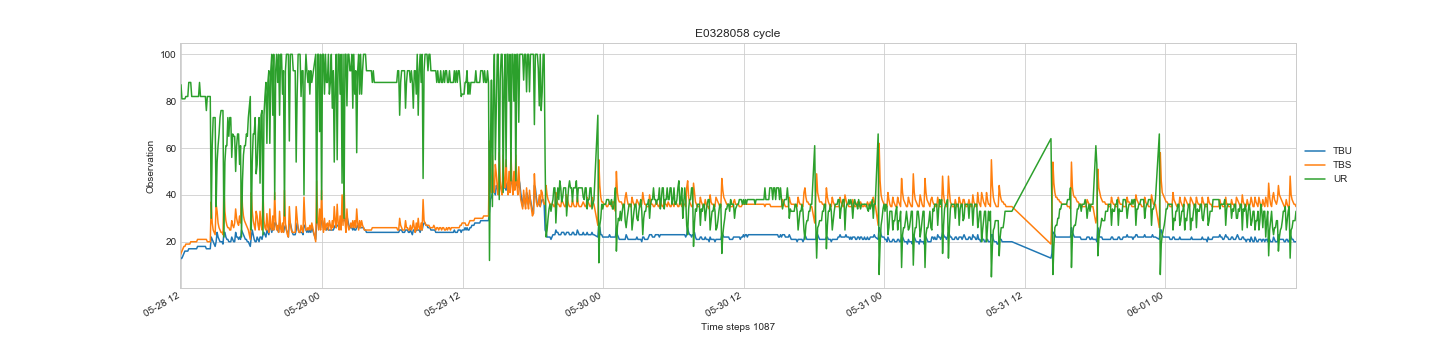 E0328058 cycle
100
80
60
40
20
Observation
05-28 12
05-29 00
05-29 12
05-30 00
05-30 12
05-31 00
05-31 12
06-01 00
Time steps 1087
TBU
TBS
UR